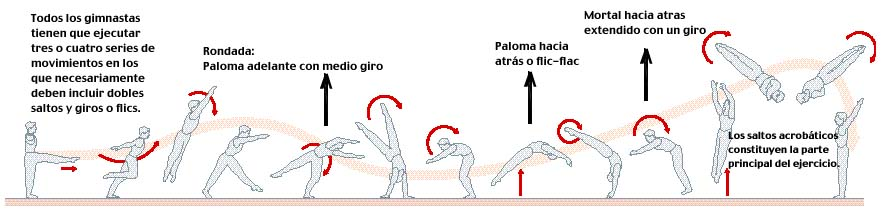 Todos los gimnastas
tienen que ejecutar
tres o cuatro series de
movimientos en los
que necesariamente
deben incluir dobles
saltos y giros o flics.
Rondada:
Paloma adelante con medio giro
Paloma hacia
atrás o flic-flac
Mortal hacia atras
extendido con un giro
Los saltos acrobáticos
constituyen la parte
principal del ejercicio.